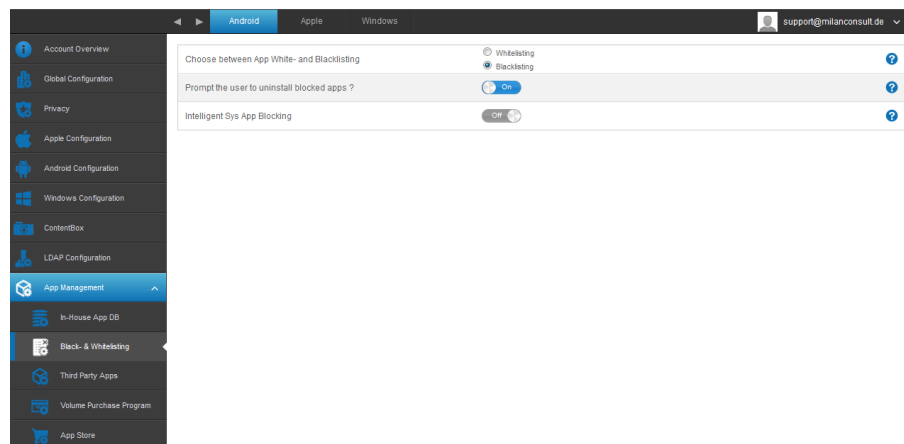 Android Apple Windows support@milanconsult.de
Account Overview
Global Configuration
Privacy
Apple Configuration
Android Configuration
Windows Configuration
ContentBox
LDAP Configuration
App Management
In-House App DB
Black- & Whitelisting
Third Party Apps
Volume Purchase Program
App Store
Choose between App White- and Blacklisting
Whitelisting
Blacklisting
?
Prompt the user to uninstall blocked apps ? On ?
Intelligent Sys App Blocking Off ?